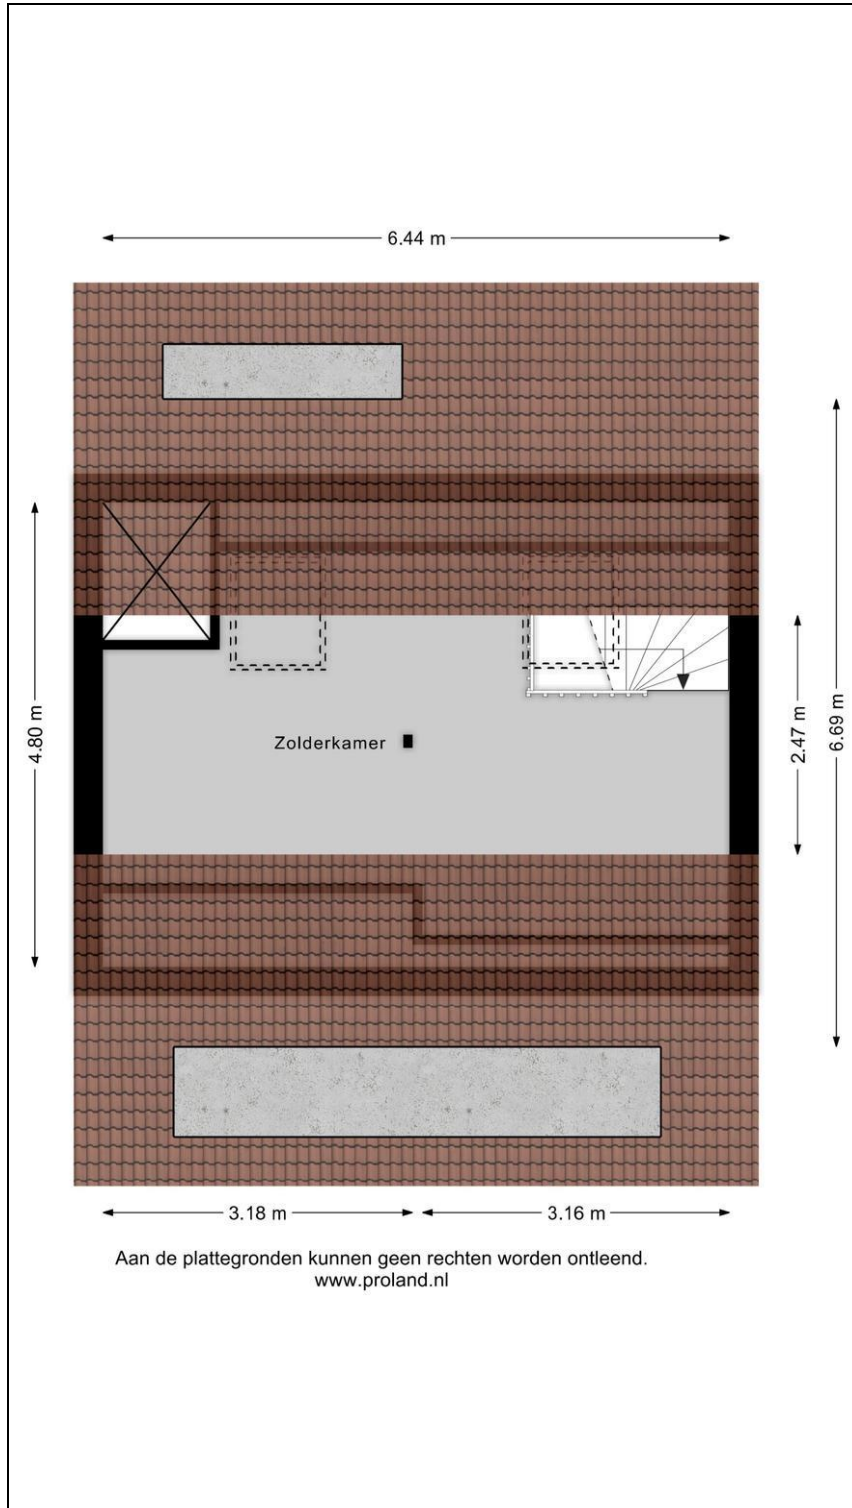 6.44 m
4.80 m
2.47 m
6.69 m
Zolderkamer
3.18 m
3.16 m
Aan de plattegronden kunnen geen rechten worden ontleend.
www.proland.nl